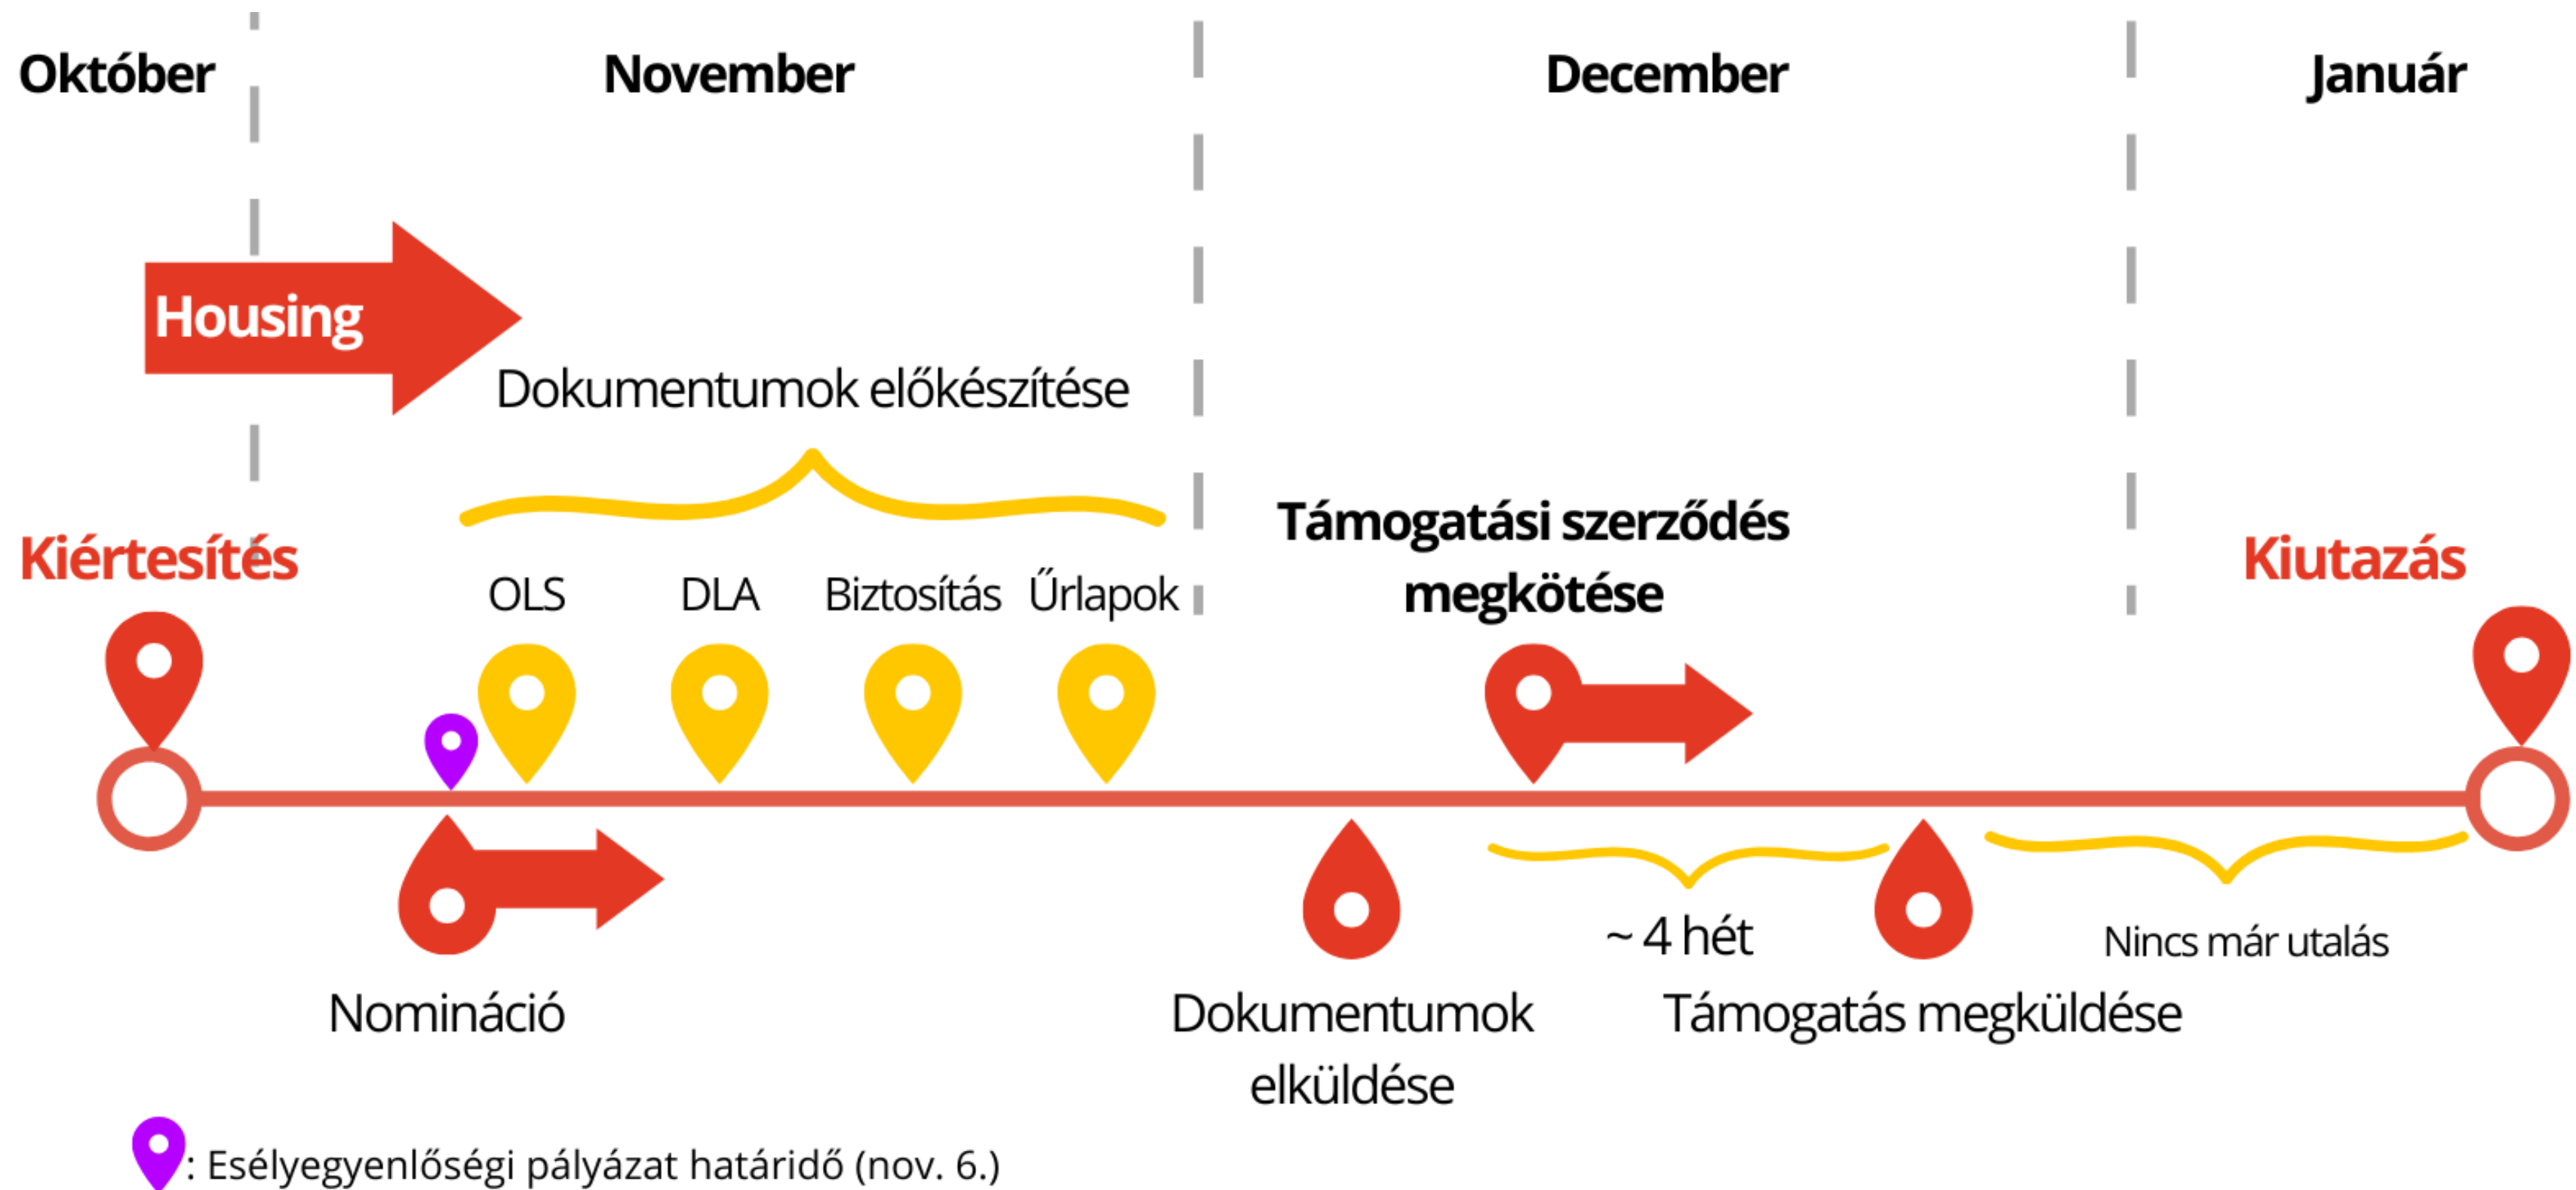 Október
November
December
Január
Housing
Dokumentumok előkészítése
Kiértesítés
OLS
DLA
Biztosítás
Űrlapok
Támogatási szerződés
megkötése
Kiutazás
Nomináció
Dokumentumok
elküldése
~ 4 hét
Támogatás megküldése
Nincs már utalás
: Esélyegyenlőségi pályázat határidő (nov. 6.)